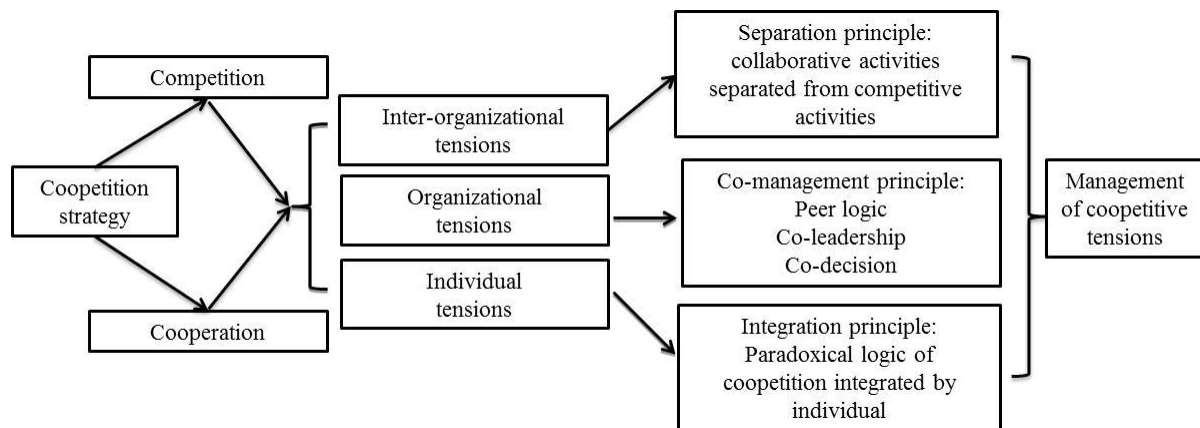 Coopetition
strategy
Competition
Cooperation
Inter-organizational
tensions
Organizational
tensions
Individual
tensions
Separation principle:
collaborative activities
separated from competitive
activities
Co-management principle:
Peer logic
Co-leadership
Co-decision
Integration principle:
Paradoxical logic of
coopetition integrated by
individual
Management
of coopetitive
tensions